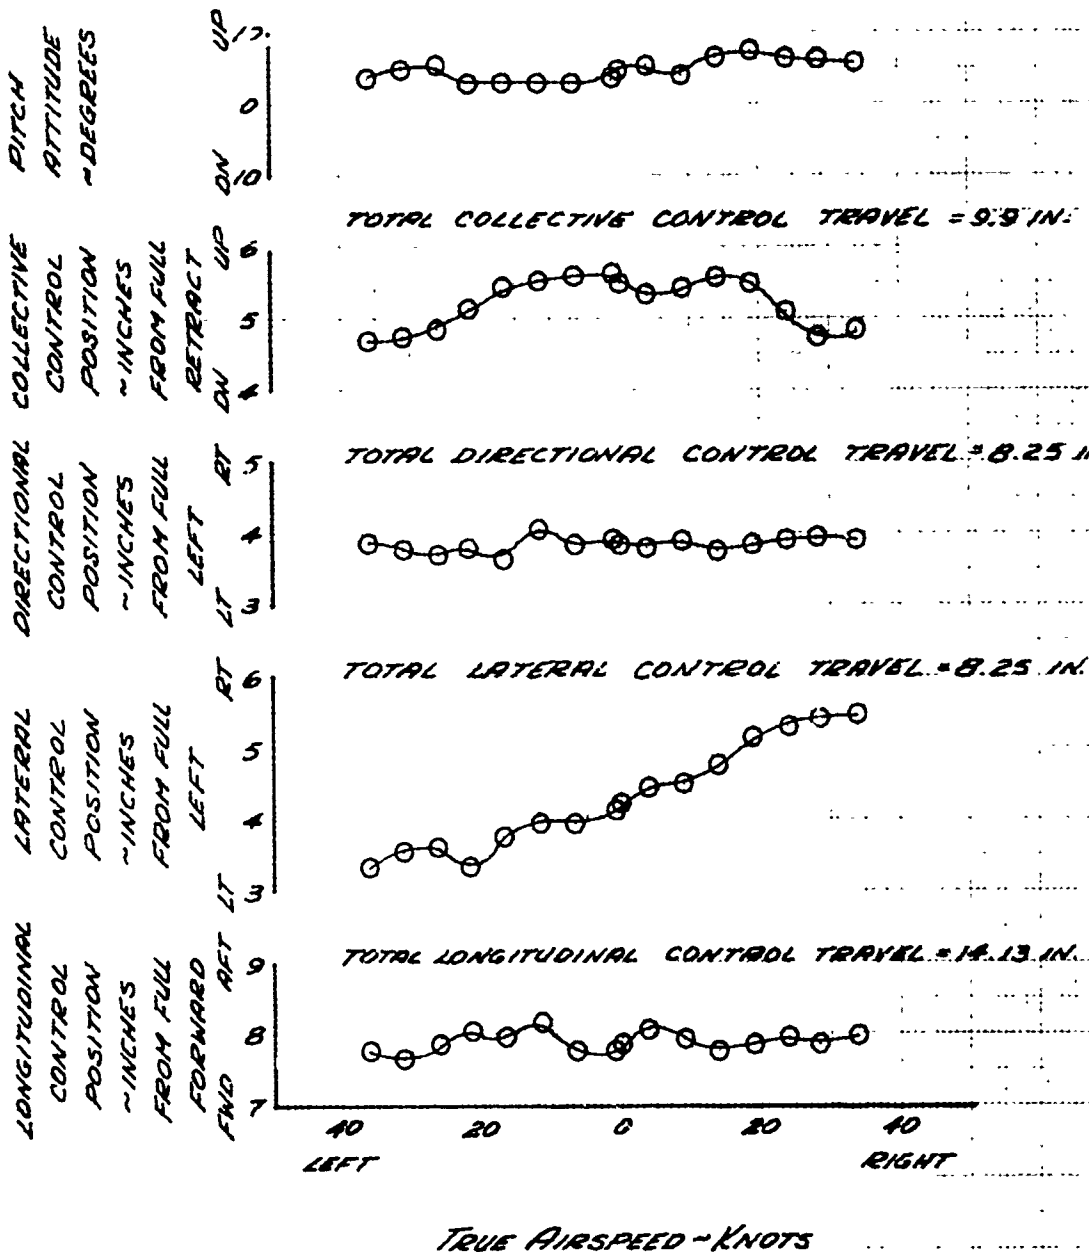 PITCH
ATTITUDE
~DEGREES
UP
0
DN
10
TOTAL COLLECTIVE CONTROL TRAVEL = 9.9 IN.
COLLECTIVE
CONTROL
POSITION
~INCHES
FROM FULL
RETRACT
DN UP
6
5
4
TOTAL DIRECTIONAL CONTROL TRAVEL = 8.25
DIRECTIONAL
CONTROL
POSITION
~INCHES
FROM FULL
LEFT
LT RT
5
4
3
TOTAL LATERAL CONTROL TRAVEL = 8.25 IN.
LATERAL
CONTROL
POSITION
~INCHES
FROM FULL
LEFT
LT RT
6
5
4
3
TOTAL LONGITUDINAL CONTROL TRAVEL = 14.13 IN.
LONGITUDINAL
CONTROL
POSITION
~INCHES
FROM FULL
FORWARD
FWD AFT
9
8
7
40 20 0 20 40
LEFT RIGHT
TRUE AIRSPEED ~ KNOTS